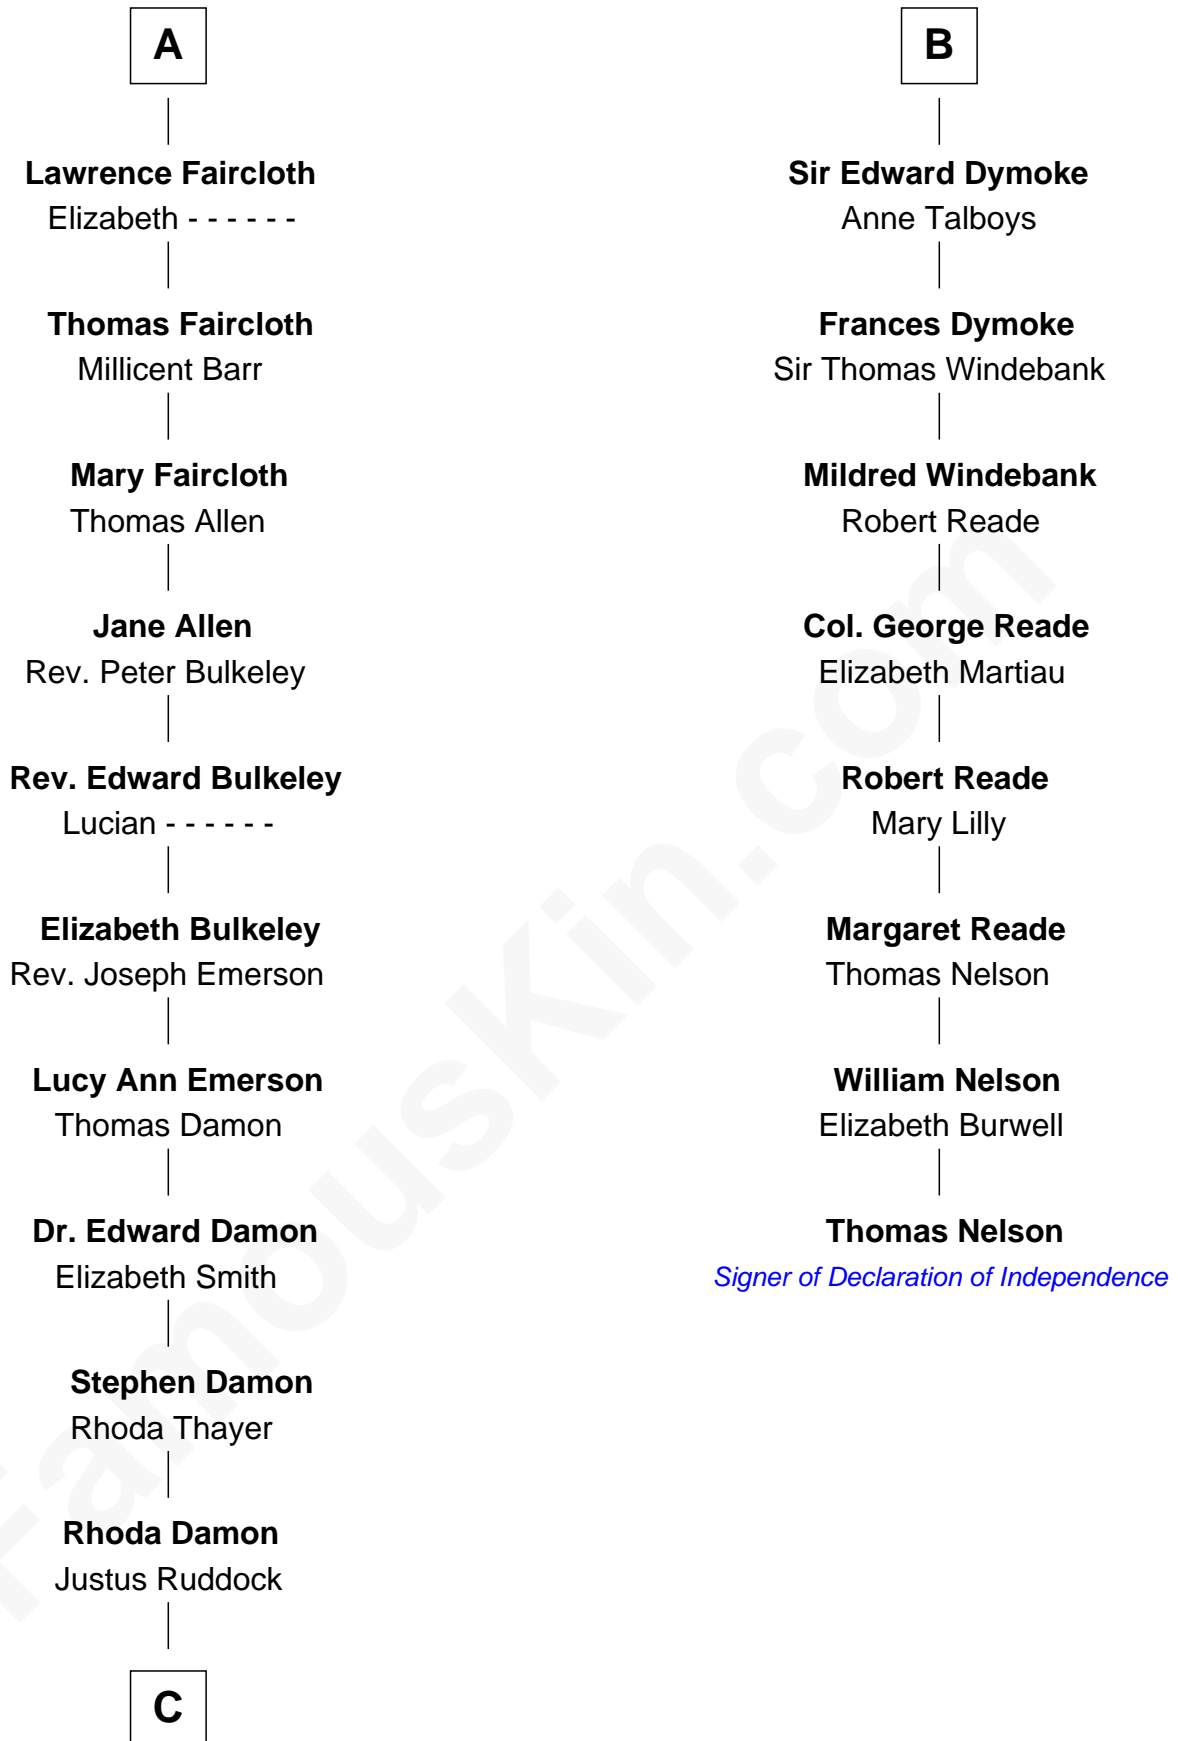 A
Lawrence Faircloth
Elizabeth - - - - - -
Thomas Faircloth
Millicent Barr
Mary Faircloth
Thomas Allen
Jane Allen
Rev. Peter Bulkeley
Rev. Edward Bulkeley
Lucian - - - - - -
Elizabeth Bulkeley
Rev. Joseph Emerson
Lucy Ann Emerson
Thomas Damon
Dr. Edward Damon
Elizabeth Smith
Stephen Damon
Rhoda Thayer
Rhoda Damon
Justus Ruddock
C
B
Sir Edward Dymoke
Anne Talboys
Frances Dymoke
Sir Thomas Windebank
Mildred Windebank
Robert Reade
Col. George Reade
Elizabeth Martiau
Robert Reade
Mary Lilly
Margaret Reade
Thomas Nelson
William Nelson
Elizabeth Burwell
Thomas Nelson
Signer of Declaration of Independence
FamousKin.com